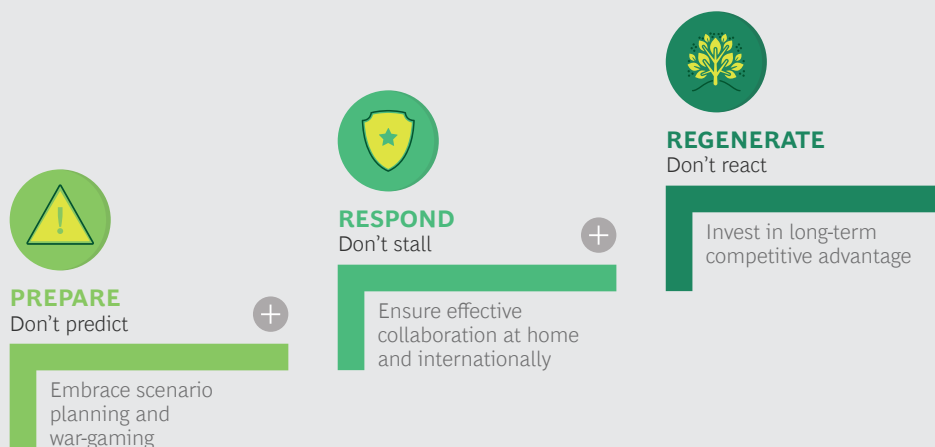 PREPARE
Don’t predict
Embrace scenario
planning and
war-gaming
RESPOND
Don’t stall
Ensure effective
collaboration at home
and internationally
REGENERATE
Don’t react
Invest in long-term
competitive advantage